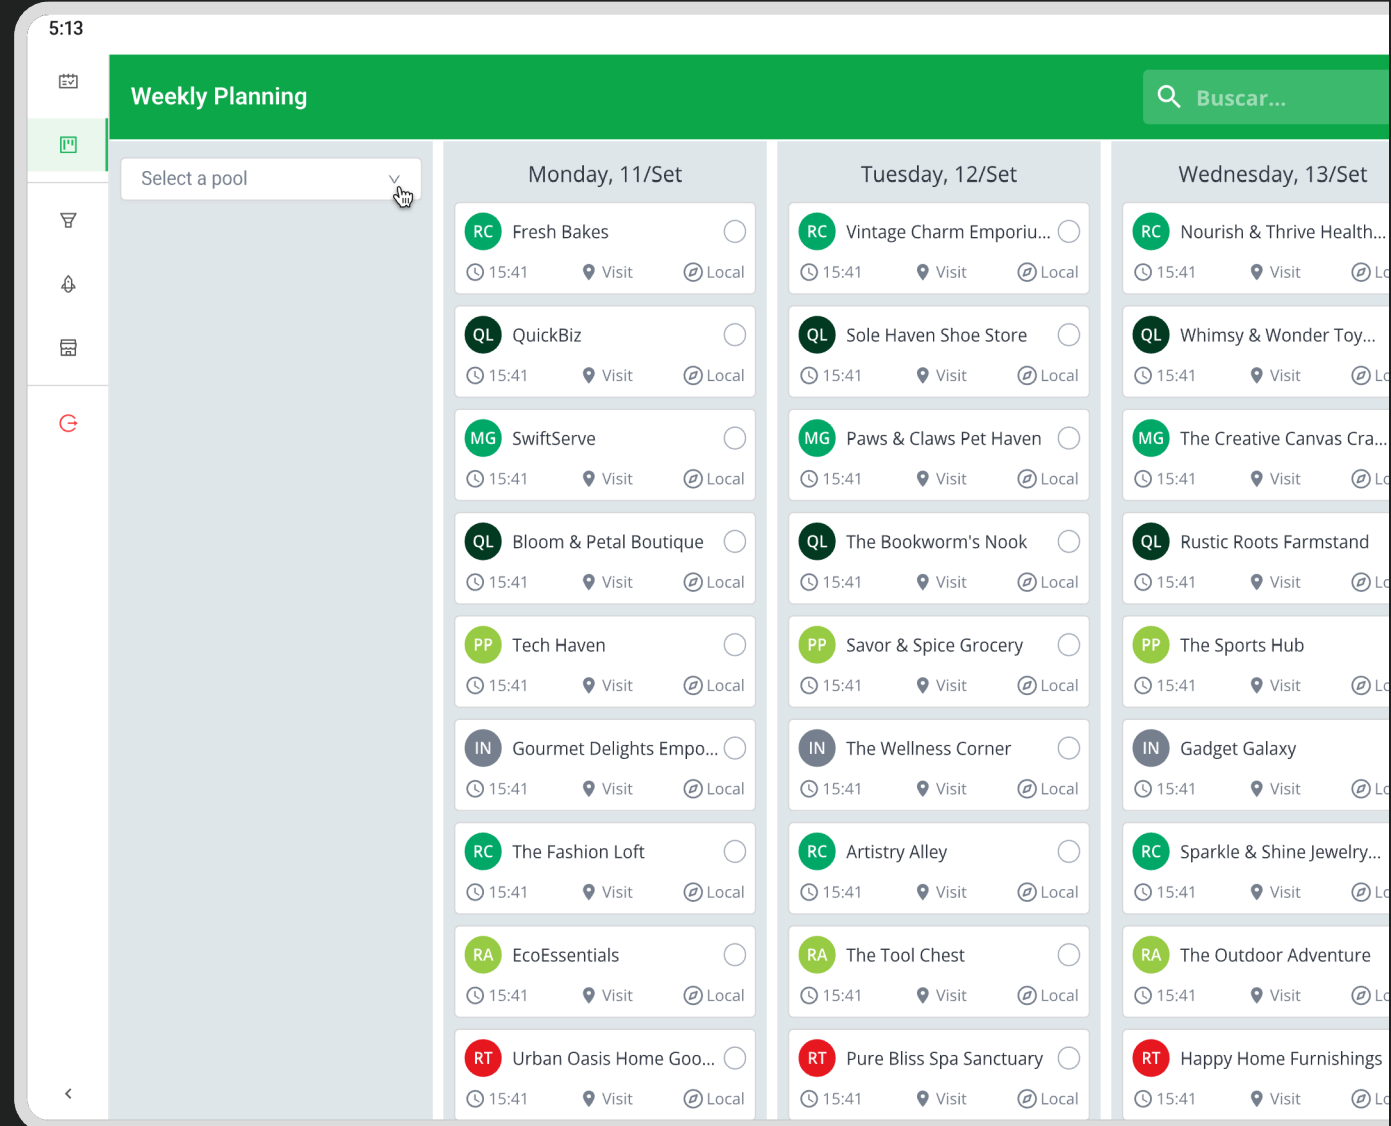 5:13
Weekly Planning
Buscar...
Select a pool
Monday, 11/Set
RC Fresh Bakes
15:41 Visit Local
QL QuickBiz
15:41 Visit Local
MG SwiftServe
15:41 Visit Local
QL Bloom & Petal Boutique
15:41 Visit Local
PP Tech Haven
15:41 Visit Local
IN Gourmet Delights Empo...
15:41 Visit Local
RC The Fashion Loft
15:41 Visit Local
RA EcoEssentials
15:41 Visit Local
RT Urban Oasis Home Goo...
15:41 Visit Local
Tuesday, 12/Set
RC Vintage Charm Emporiu...
15:41 Visit Local
QL Sole Haven Shoe Store
15:41 Visit Local
MG Paws & Claws Pet Haven
15:41 Visit Local
QL The Bookworm's Nook
15:41 Visit Local
PP Savor & Spice Grocery
15:41 Visit Local
IN The Wellness Corner
15:41 Visit Local
RC Artistry Alley
15:41 Visit Local
RA The Tool Chest
15:41 Visit Local
RT Pure Bliss Spa Sanctuary
15:41 Visit Local
Wednesday, 13/Set
RC Nourish & Thrive Health...
15:41 Visit Lo
QL Whimsy & Wonder Toy...
15:41 Visit Lo
MG The Creative Canvas Cra...
15:41 Visit Lo
QL Rustic Roots Farmstand
15:41 Visit Lo
PP The Sports Hub
15:41 Visit Lo
IN Gadget Galaxy
15:41 Visit Lo
RC Sparkle & Shine Jewelry...
15:41 Visit Lo
RA The Outdoor Adventure
15:41 Visit Lo
RT Happy Home Furnishings
15:41 Visit Lo